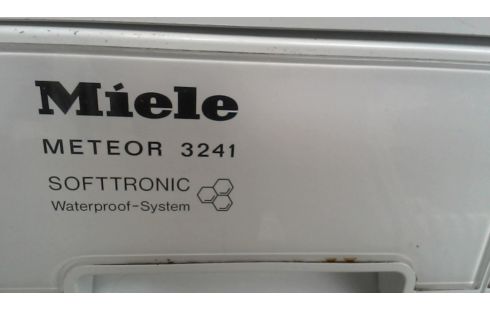 Miele
METEOR 3241
SOFTTRONIC
Waterproof-System